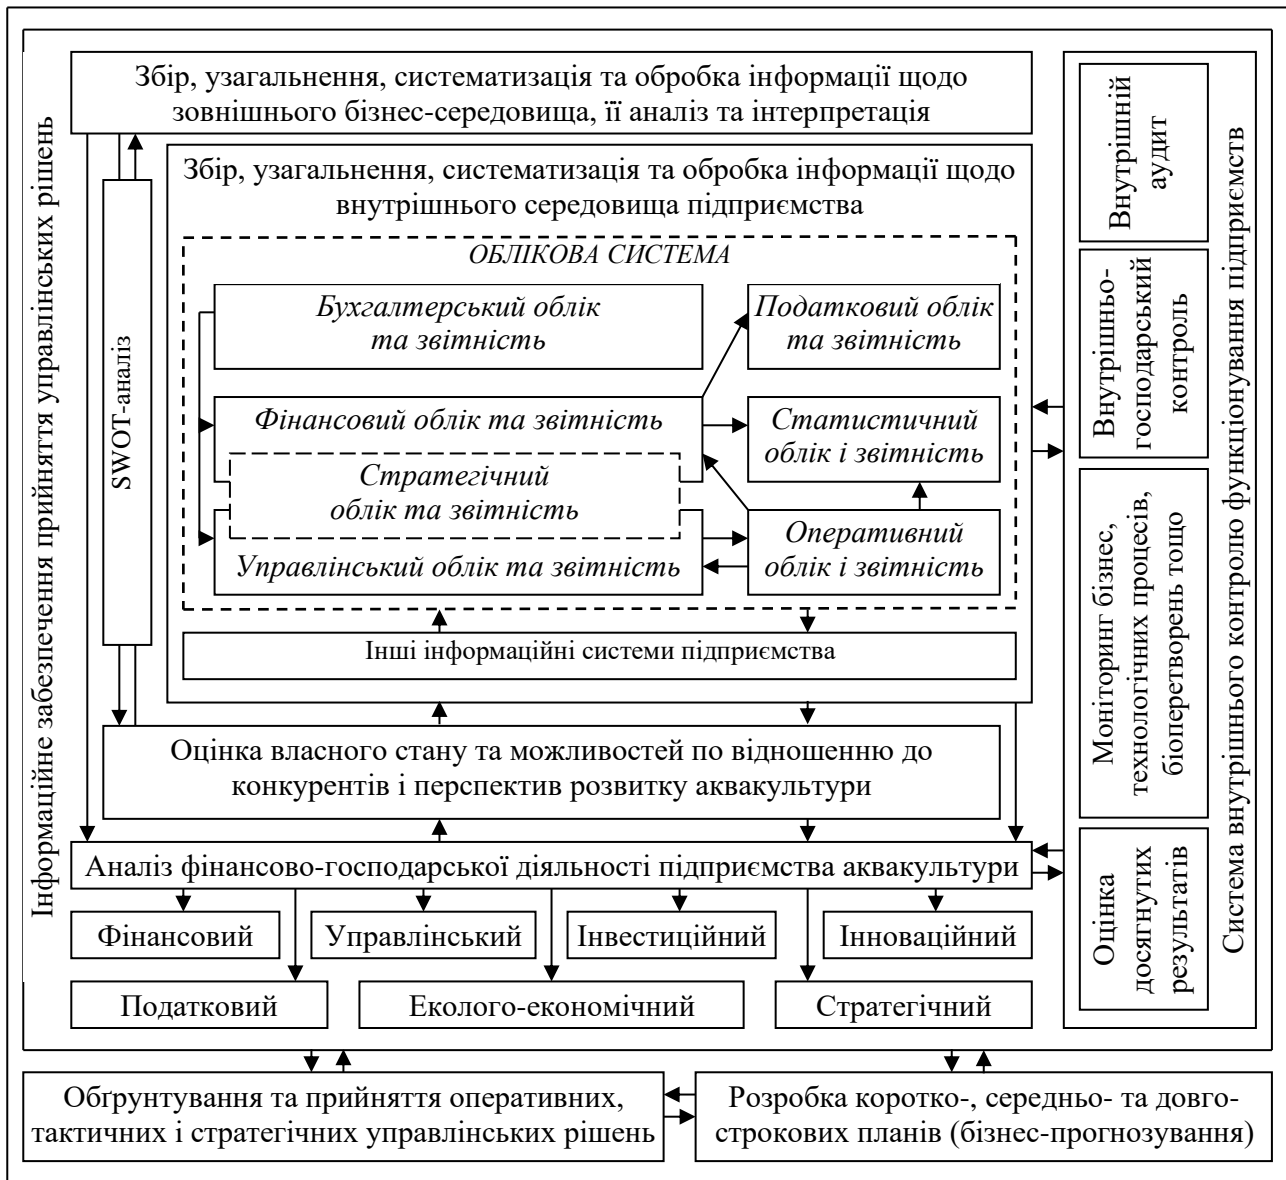 Інформаційне забезпечення прийняття управлінських рішень
Збір, узагальнення, систематизація та обробка інформації щодо
зовнішнього бізнес-середовища, її аналіз та інтерпретація
SWOT-аналіз
Збір, узагальнення, систематизація та обробка інформації щодо
внутрішнього середовища підприємства
ОБЛІКОВА СИСТЕМА
Бухгалтерський облік
та звітність
Податковий облік
та звітність
Фінансовий облік та звітність
Статистичний
облік і звітність
Стратегічний
облік та звітність
Оперативний
облік і звітність
Управлінський облік та звітність
Інші інформаційні системи підприємства
Оцінка власного стану та можливостей по відношенню до
конкурентів і перспектив розвитку аквакультури
Аналіз фінансово-господарської діяльності підприємства аквакультури
Фінансовий
Управлінський
Інвестиційний
Інноваційний
Податковий
Еколого-економічний
Стратегічний
Внутрішній
аудит
Внутрішньо-
господарський
контроль
Моніторинг бізнес,
технологічних процесів,
біоперетворень тощо
Оцінка
досягнутих
результатів
Система внутрішнього контролю функціонування підприємств
Обґрунтування та прийняття оперативних,
тактичних і стратегічних управлінських рішень
Розробка коротко-, середньо- та довго-
строкових планів (бізнес-прогнозування)